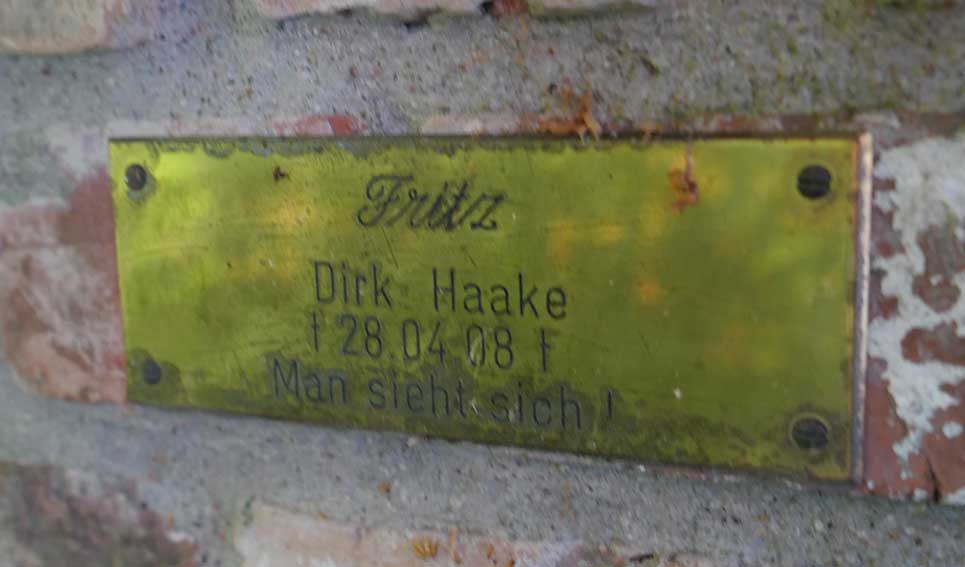 Fritz
Dirk Haake
† 28.04.08 †
Man sieht sich !